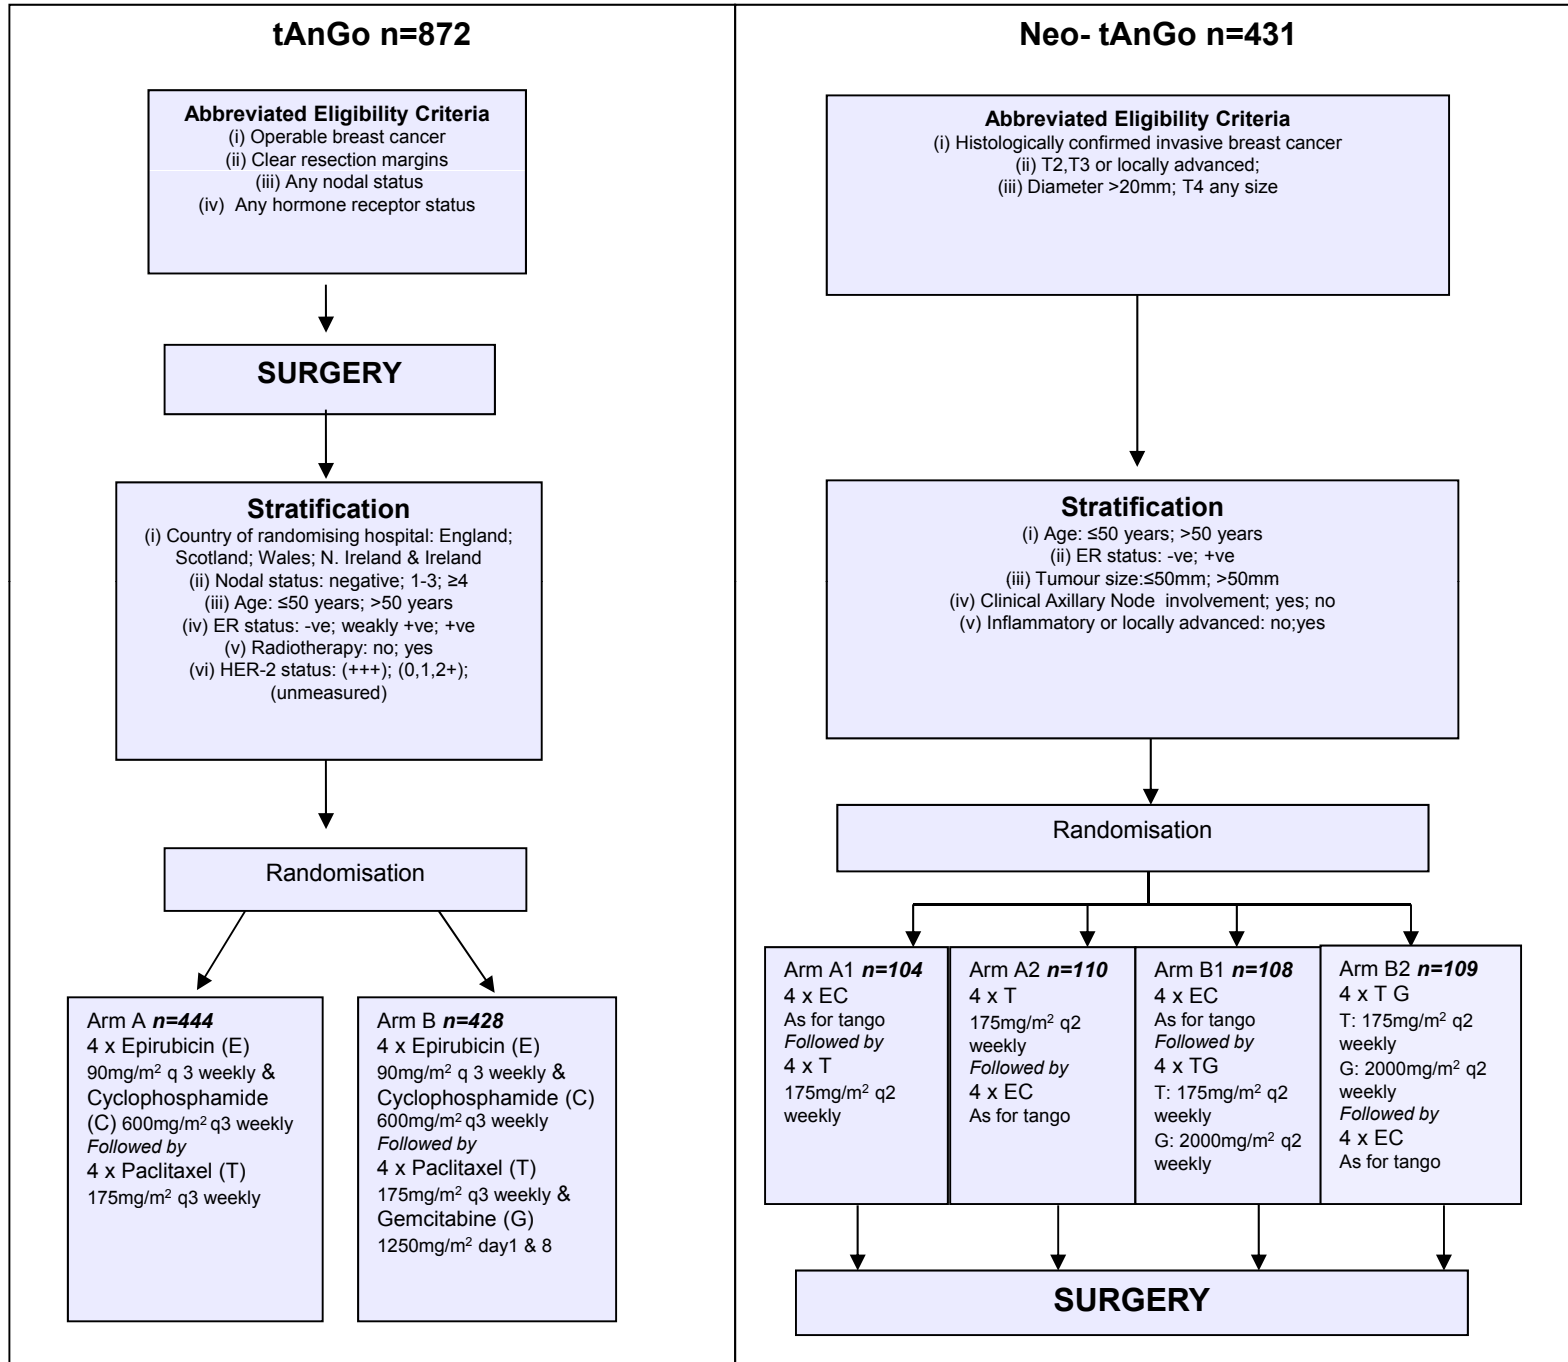 tAnGo n=872
Abbreviated Eligibility Criteria
(i) Operable breast cancer
(ii) Clear resection margins
(iii) Any nodal status
(iv) Any hormone receptor status
SURGERY
Stratification
(i) Country of randomising hospital: England;
Scotland; Wales; N. Ireland & Ireland
(ii) Nodal status: negative; 1-3; ≥4
(iii) Age: ≤50 years; >50 years
(iv) ER status: -ve; weakly +ve; +ve
(v) Radiotherapy: no; yes
(vi) HER-2 status: (+++); (0,1,2+);
(unmeasured)
Randomisation
Arm A n=444
4 x Epirubicin (E)
90mg/m² q 3 weekly &
Cyclophosphamide
(C) 600mg/m² q3 weekly
Followed by
4 x Paclitaxel (T)
175mg/m² q3 weekly
Arm B n=428
4 x Epirubicin (E)
90mg/m² q 3 weekly &
Cyclophosphamide (C)
600mg/m² q3 weekly
Followed by
4 x Paclitaxel (T)
175mg/m² q3 weekly &
Gemcitabine (G)
1250mg/m² day1 & 8
Neo- tAnGo n=431
Abbreviated Eligibility Criteria
(i) Histologically confirmed invasive breast cancer
(ii) T2,T3 or locally advanced;
(iii) Diameter >20mm; T4 any size
Stratification
(i) Age: ≤50 years; >50 years
(ii) ER status: -ve; +ve
(iii) Tumour size:≤50mm; >50mm
(iv) Clinical Axillary Node involvement; yes; no
(v) Inflammatory or locally advanced: no;yes
Randomisation
Arm A1 n=104
4 x EC
As for tango
Followed by
4 x T
175mg/m² q2
weekly
Arm A2 n=110
4 x T
175mg/m² q2
weekly
Followed by
4 x EC
As for tango
Arm B1 n=108
4 x EC
As for tango
Followed by
4 x TG
T: 175mg/m² q2
weekly
G: 2000mg/m² q2
weekly
Arm B2 n=109
4 x T G
T: 175mg/m² q2
weekly
G: 2000mg/m² q2
weekly
Followed by
4 x EC
As for tango
SURGERY